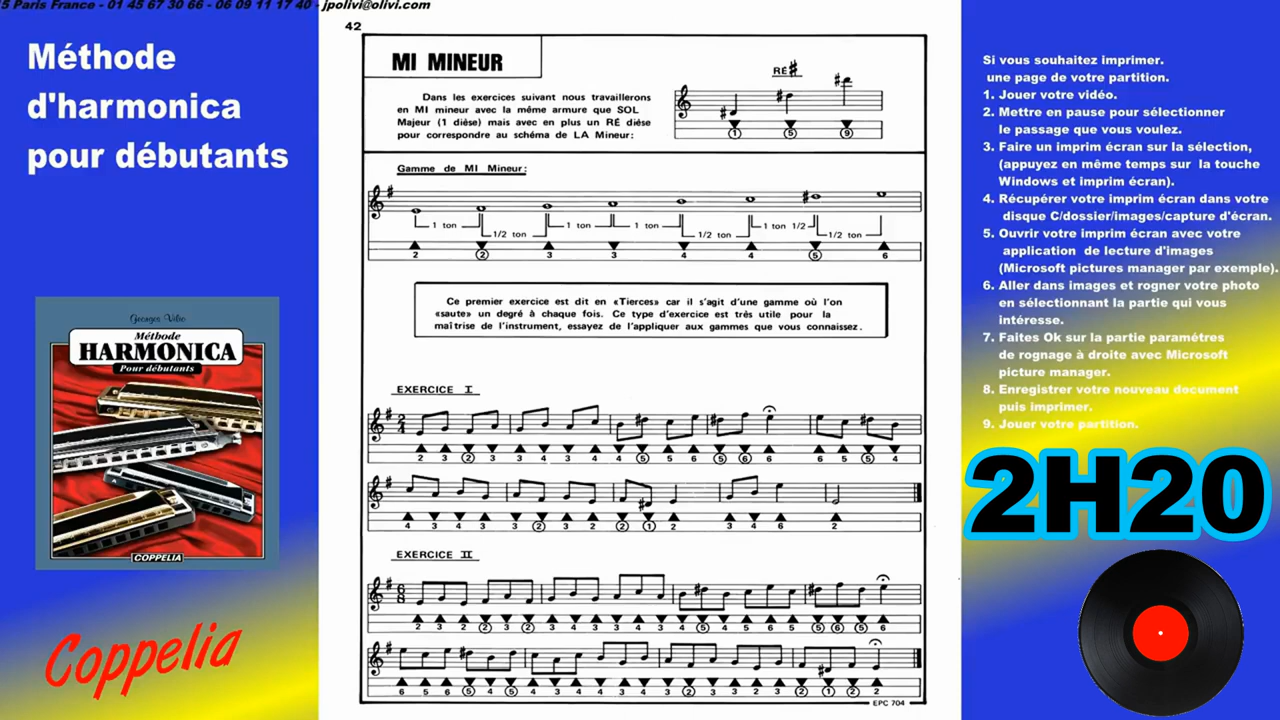 5 Paris France - 01 45 67 30 66 - 06 09 11 17 40 - jpolivi@olivi.com
Méthode
d'harmonica
pour débutants
Georges Vileo
Méthode
HARMONICA
Pour débutants
COPPELIA
Coppelia
42
MI MINEUR
Dans les exercices suivant nous travaillerons
en MI mineur avec la même armure que SOL
Majeur (1 dièse) mais avec en plus un RÉ dièse
pour correspondre au schéma de LA Mineur:
RÉ#
1 5 9
Gamme de MI Mineur:
1 ton 1/2 ton 1 ton 1 ton 1/2 ton 1 ton 1/2 1/2 ton
2 2 3 3 4 4 5 6
Ce premier exercice est dit en «Tierces» car il s'agit d'une gamme où l'on
«saute» un degré à chaque fois. Ce type d'exercice est très utile pour la
maîtrise de l'instrument, essayez de l'appliquer aux gammes que vous connaissez.
EXERCICE I
2 3 2 3 3 4 3 4 4 5 5 6 5 6 6 6 5 5 4
4 3 4 3 3 2 3 2 2 1 2 3 4 6 2
EXERCICE II
2 3 2 2 3 2 3 4 3 3 4 3 4 5 4 4 5 6 5 5 6 5 6
6 5 6 5 4 5 4 3 4 4 3 4 3 2 3 2 3 2 1 2 2
EPC 704
Si vous souhaitez imprimer.
une page de votre partition.
1. Jouer votre vidéo.
2. Mettre en pause pour sélectionner
le passage que vous voulez.
3. Faire un imprim écran sur la sélection,
(appuyez en même temps sur la touche
Windows et imprim écran).
4. Récupérer votre imprim écran dans votre
disque C/dossier/images/capture d'écran.
5. Ouvrir votre imprim écran avec votre
application de lecture d'images
(Microsoft pictures manager par exemple).
6. Aller dans images et rogner votre photo
en sélectionnant la partie qui vous
intéresse.
7. Faites Ok sur la partie paramétres
de rognage à droite avec Microsoft
picture manager.
8. Enregistrer votre nouveau document
puis imprimer.
9. Jouer votre partition.
2H20